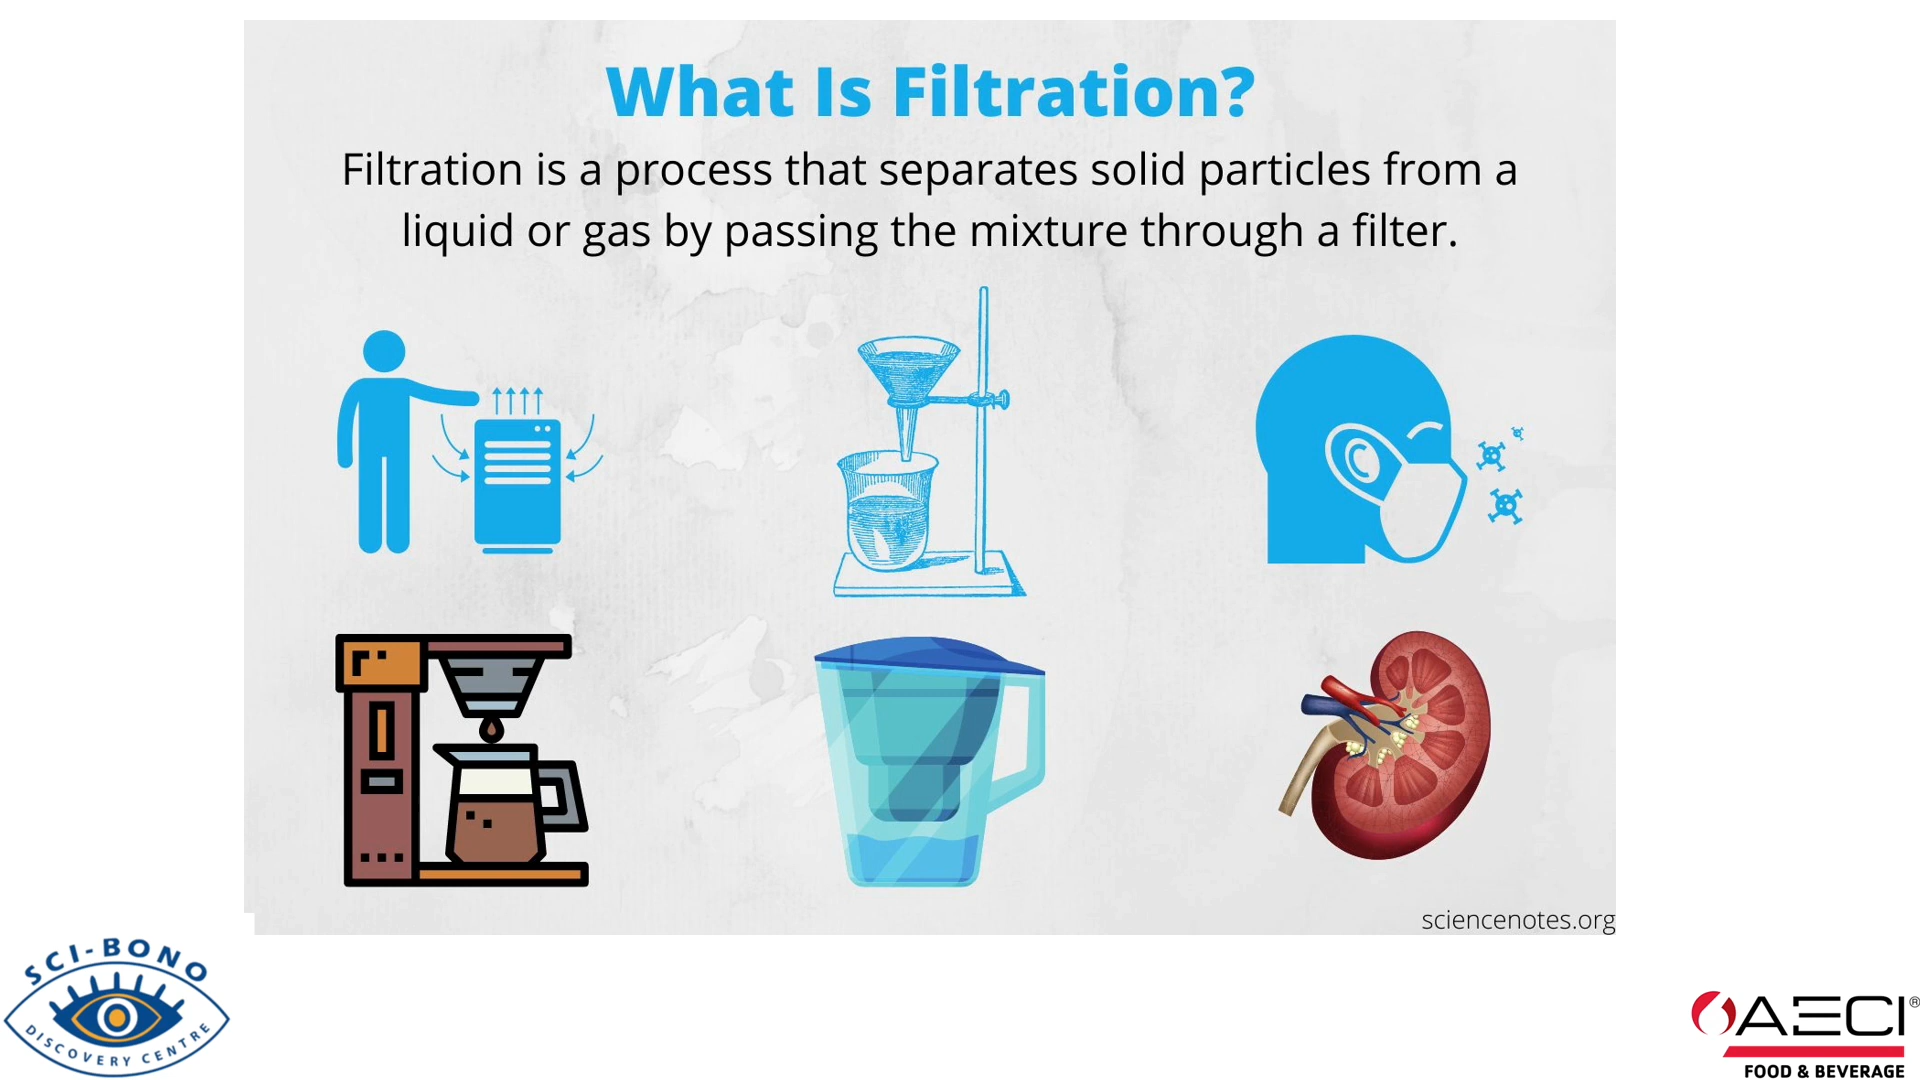 What Is Filtration?
Filtration is a process that separates solid particles from a
liquid or gas by passing the mixture through a filter.
sciencenotes.org
SCI-BONO
DISCOVERY CENTRE
AECI®
FOOD & BEVERAGE